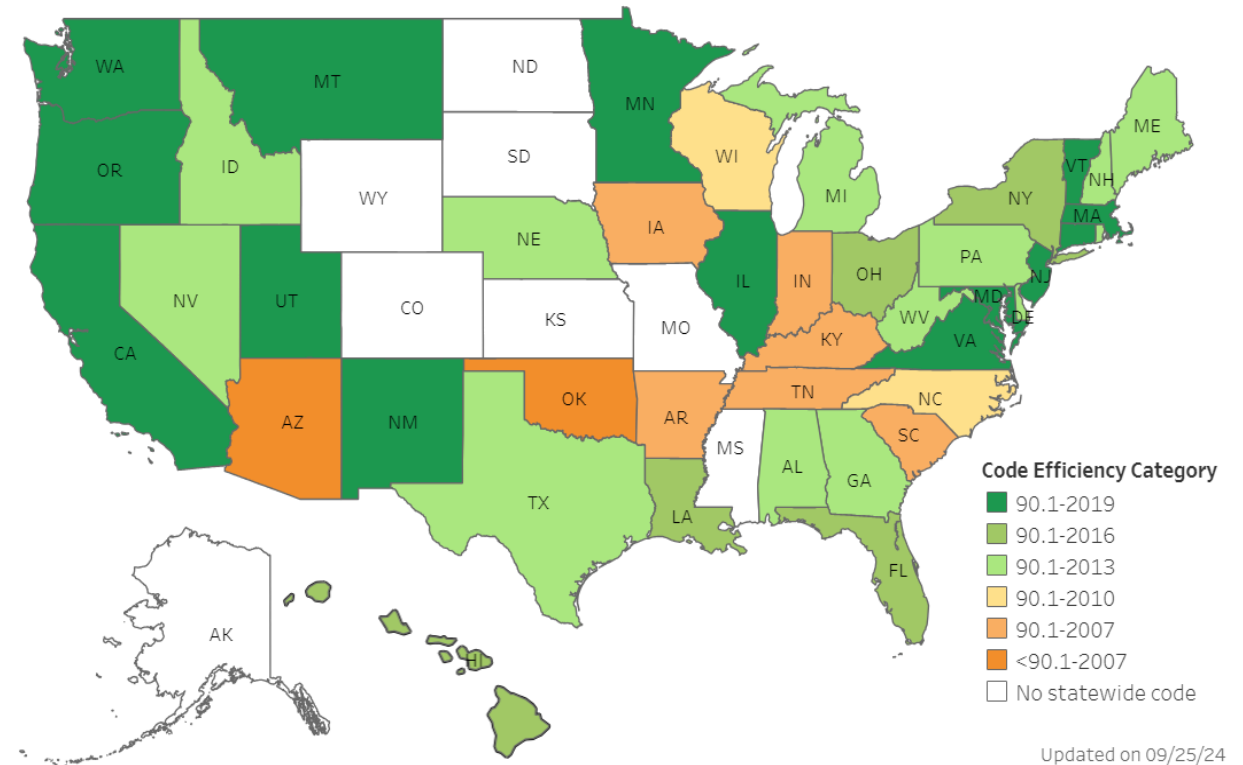 WA
MT
ND
MN
OR
ID
SD
WY
WI
MI
ME
VT
NH
NY
MA
NE
IA
PA
NJ
NV
UT
CO
KS
MO
IL
IN
OH
WV
MD
DE
VA
CA
KY
AZ
NM
OK
AR
TN
NC
SC
MS
AL
GA
TX
LA
FL
AK
HI
Code Efficiency Category
90.1-2019
90.1-2016
90.1-2013
90.1-2010
90.1-2007
<90.1-2007
No statewide code
Updated on 09/25/24